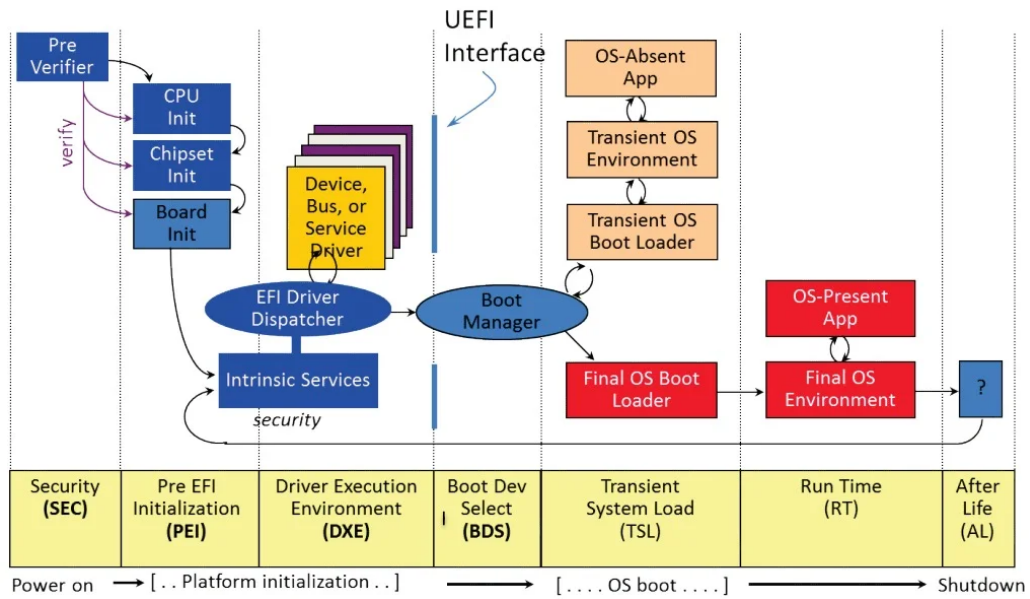 UEFI
Interface
Pre
Verifier
verify
CPU
Init
Chipset
Init
Board
Init
Device,
Bus, or
Service
Driver
EFI Driver
Dispatcher
Intrinsic Services
security
Boot
Manager
OS-Absent
App
Transient OS
Environment
Transient OS
Boot Loader
Final OS Boot
Loader
OS-Present
App
Final OS
Environment
?
Security
(SEC)
Pre EFI
Initialization
(PEI)
Driver Execution
Environment
(DXE)
Boot Dev
Select
(BDS)
Transient
System Load
(TSL)
Run Time
(RT)
After
Life
(AL)
Power on
[ . . Platform initialization . . ]
[ . . . . OS boot . . . . ]
Shutdown